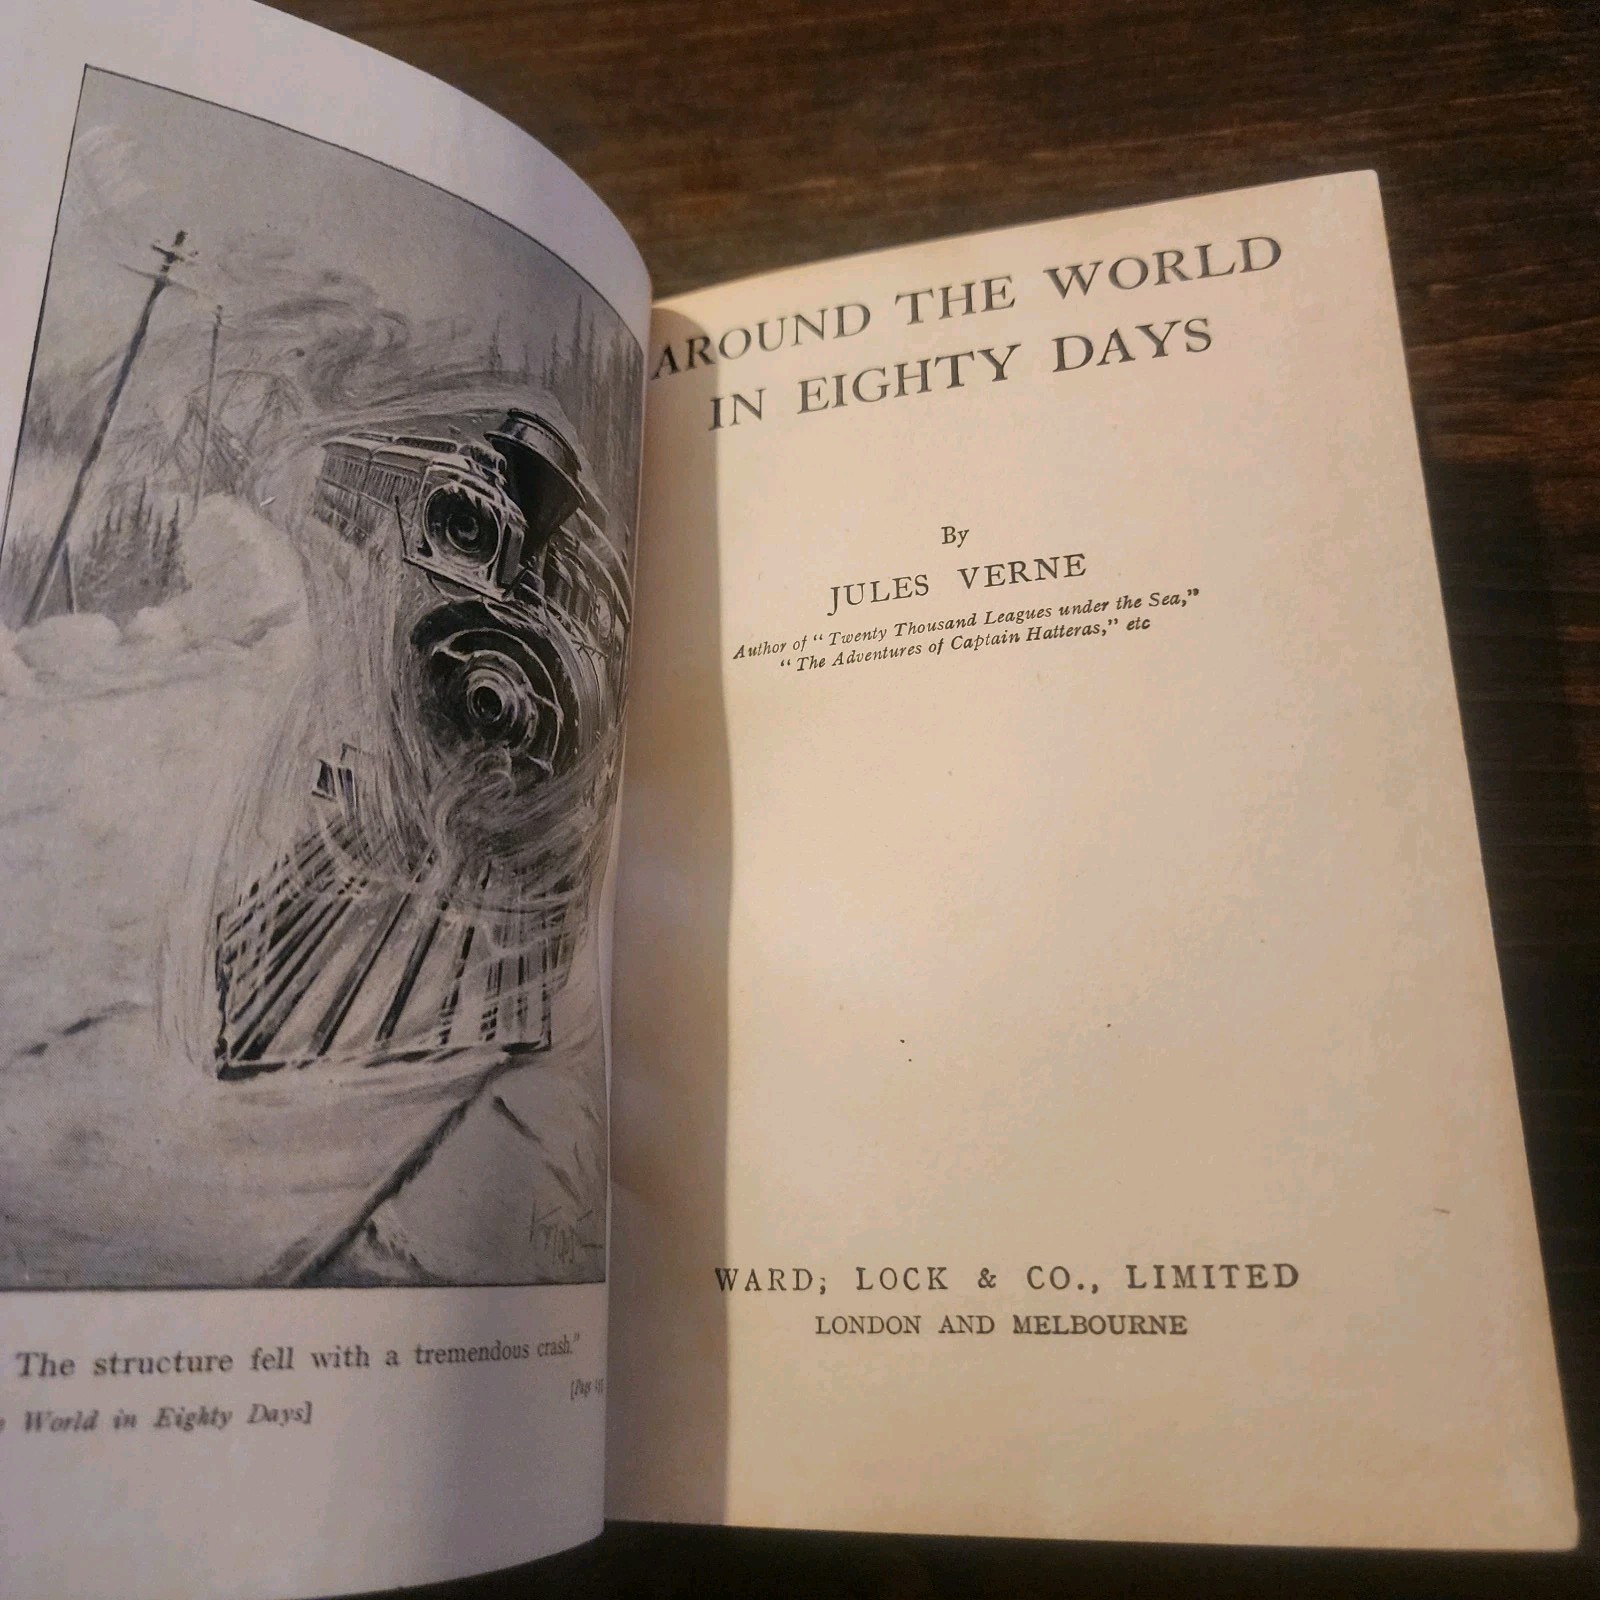 The structure fell with a tremendous crash."
[Page
World in Eighty Days]
AROUND THE WORLD
IN EIGHTY DAYS
By
JULES VERNE
Author of “ Twenty Thousand Leagues under the Sea,”
“ The Adventures of Captain Hatteras,” etc
WARD; LOCK & CO., LIMITED
LONDON AND MELBOURNE